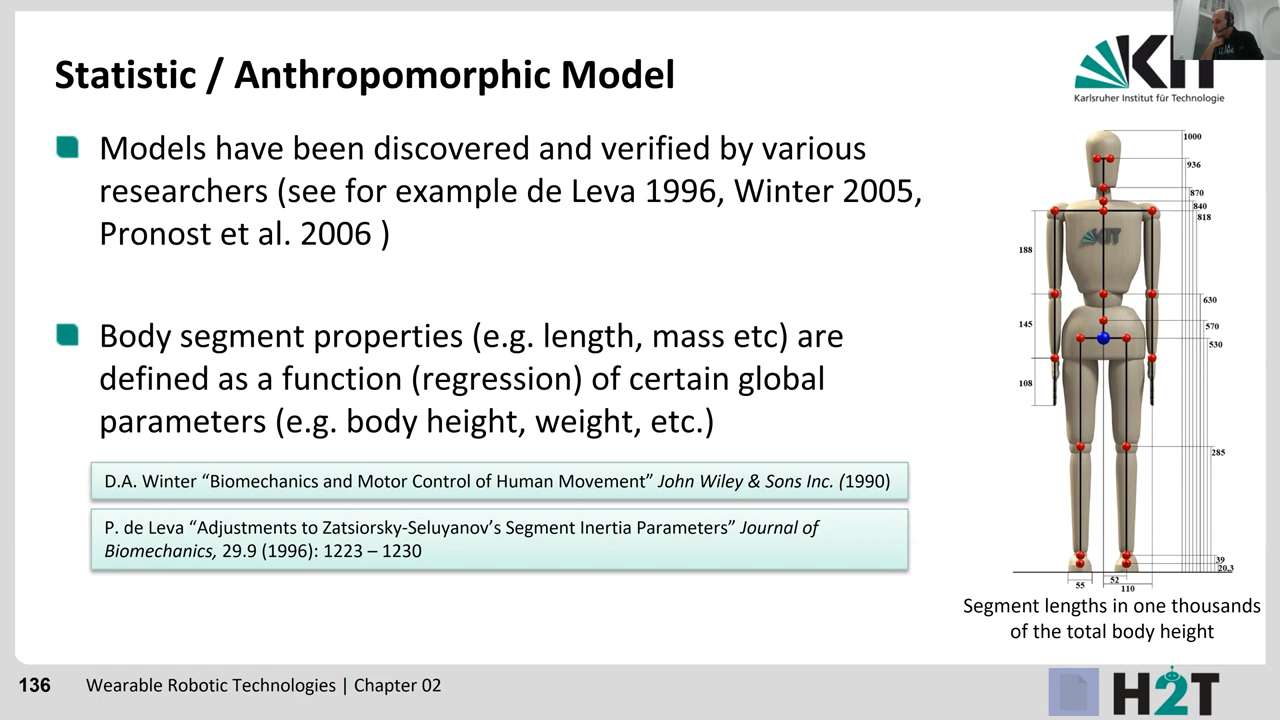 Statistic / Anthropomorphic Model
KIT
Karlsruher Institut für Technologie
Models have been discovered and verified by various
researchers (see for example de Leva 1996, Winter 2005,
Pronost et al. 2006 )
Body segment properties (e.g. length, mass etc) are
defined as a function (regression) of certain global
parameters (e.g. body height, weight, etc.)
D.A. Winter “Biomechanics and Motor Control of Human Movement” John Wiley & Sons Inc. (1990)
P. de Leva “Adjustments to Zatsiorsky-Seluyanov’s Segment Inertia Parameters” Journal of
Biomechanics, 29.9 (1996): 1223 – 1230
1000
936
870
840
818
KIT
188
630
145
570
530
108
285
39
20,3
52
55
110
Segment lengths in one thousands
of the total body height
136 Wearable Robotic Technologies | Chapter 02
H2T